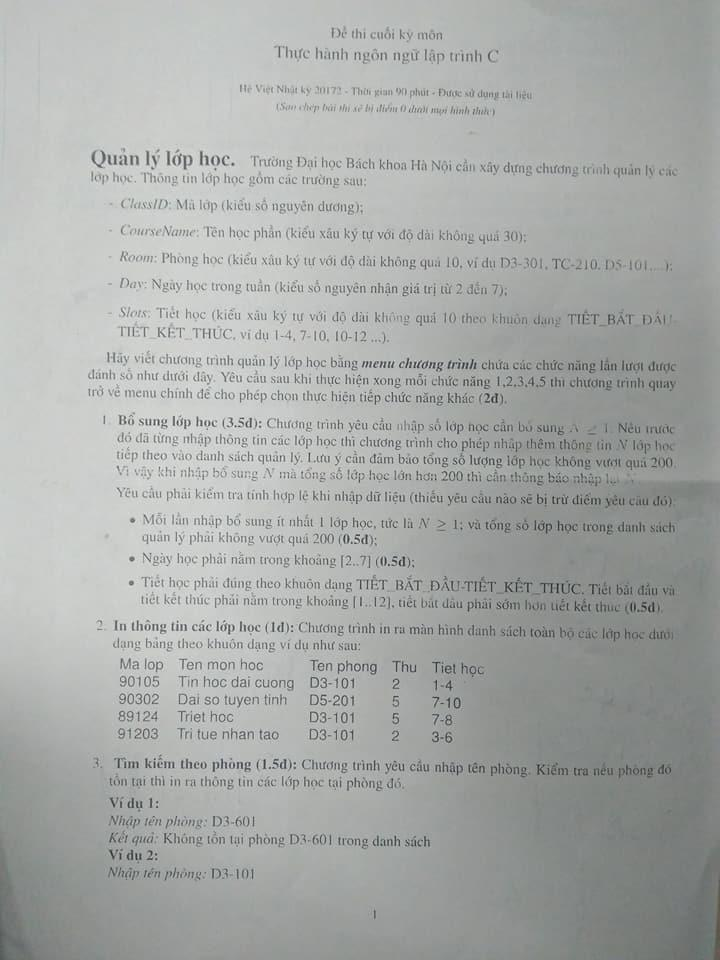 Đề thi cuối kỳ môn
Thực hành ngôn ngữ lập trình C
Hệ Việt Nhật kỳ 20172 - Thời gian 90 phút - Được sử dụng tài liệu
(Sao chép bài thi sẽ bị điểm 0 dưới mọi hình thức)
Quản lý lớp học. Trường Đại học Bách khoa Hà Nội cần xây dựng chương trình quản lý các
lớp học. Thông tin lớp học gồm các trường sau:
- ClassID: Mã lớp (kiểu số nguyên dương);
- CourseName: Tên học phần (kiểu xâu ký tự với độ dài không quá 30);
- Room: Phòng học (kiểu xâu ký tự với độ dài không quá 10, ví dụ D3-301, TC-210, D5-101,...);
- Day: Ngày học trong tuần (kiểu số nguyên nhận giá trị từ 2 đến 7);
- Slots: Tiết học (kiểu xâu ký tự với độ dài không quá 10 theo khuôn dạng TIẾT_BẮT_ĐẦU-
TIẾT_KẾT_THÚC, ví dụ 1-4, 7-10, 10-12 ...).
Hãy viết chương trình quản lý lớp học bằng menu chương trình chứa các chức năng lần lượt được
đánh số như dưới đây. Yêu cầu sau khi thực hiện xong mỗi chức năng 1,2,3,4,5 thì chương trình quay
trở về menu chính để cho phép chọn thực hiện tiếp chức năng khác (2đ).
1. Bổ sung lớp học (3.5đ): Chương trình yêu cầu nhập số lớp học cần bổ sung N ≥ 1. Nếu trước
đó đã từng nhập thông tin các lớp học thì chương trình cho phép nhập thêm thông tin N lớp học
tiếp theo vào danh sách quản lý. Lưu ý cần đảm bảo tổng số lượng lớp học không vượt quá 200.
Vì vậy khi nhập bổ sung N mà tổng số lớp học lớn hơn 200 thì cần thông báo nhập lại N.
Yêu cầu phải kiểm tra tính hợp lệ khi nhập dữ liệu (thiếu yêu cầu nào sẽ bị trừ điểm yêu cầu đó):
• Mỗi lần nhập bổ sung ít nhất 1 lớp học, tức là N ≥ 1; và tổng số lớp học trong danh sách
quản lý phải không vượt quá 200 (0.5đ);
• Ngày học phải nằm trong khoảng [2..7] (0.5đ);
• Tiết học phải đúng theo khuôn dạng TIẾT_BẮT_ĐẦU-TIẾT_KẾT_THÚC. Tiết bắt đầu và
tiết kết thúc phải nằm trong khoảng [1..12], tiết bắt đầu phải sớm hơn tiết kết thúc (0.5đ).
2. In thông tin các lớp học (1đ): Chương trình in ra màn hình danh sách toàn bộ các lớp học dưới
dạng bảng theo khuôn dạng ví dụ như sau:
Ma lop Ten mon hoc Ten phong Thu Tiet học
90105 Tin hoc dai cuong D3-101 2 1-4
90302 Dai so tuyen tinh D5-201 5 7-10
89124 Triet hoc D3-101 5 7-8
91203 Tri tue nhan tao D3-101 2 3-6
3. Tìm kiếm theo phòng (1.5đ): Chương trình yêu cầu nhập tên phòng. Kiểm tra nếu phòng đó
tồn tại thì in ra thông tin các lớp học tại phòng đó.
Ví dụ 1:
Nhập tên phòng: D3-601
Kết quả: Không tồn tại phòng D3-601 trong danh sách
Ví dụ 2:
Nhập tên phòng: D3-101
1